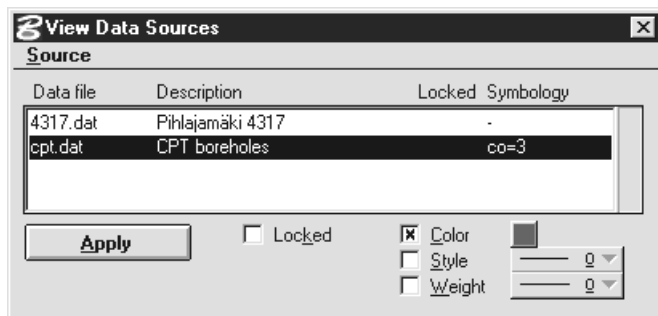 View Data Sources
Source
Data file Description Locked Symbology
4317.dat Pihlajamäki 4317 -
cpt.dat CPT boreholes co=3
Apply Locked Color
Style 0
Weight 0